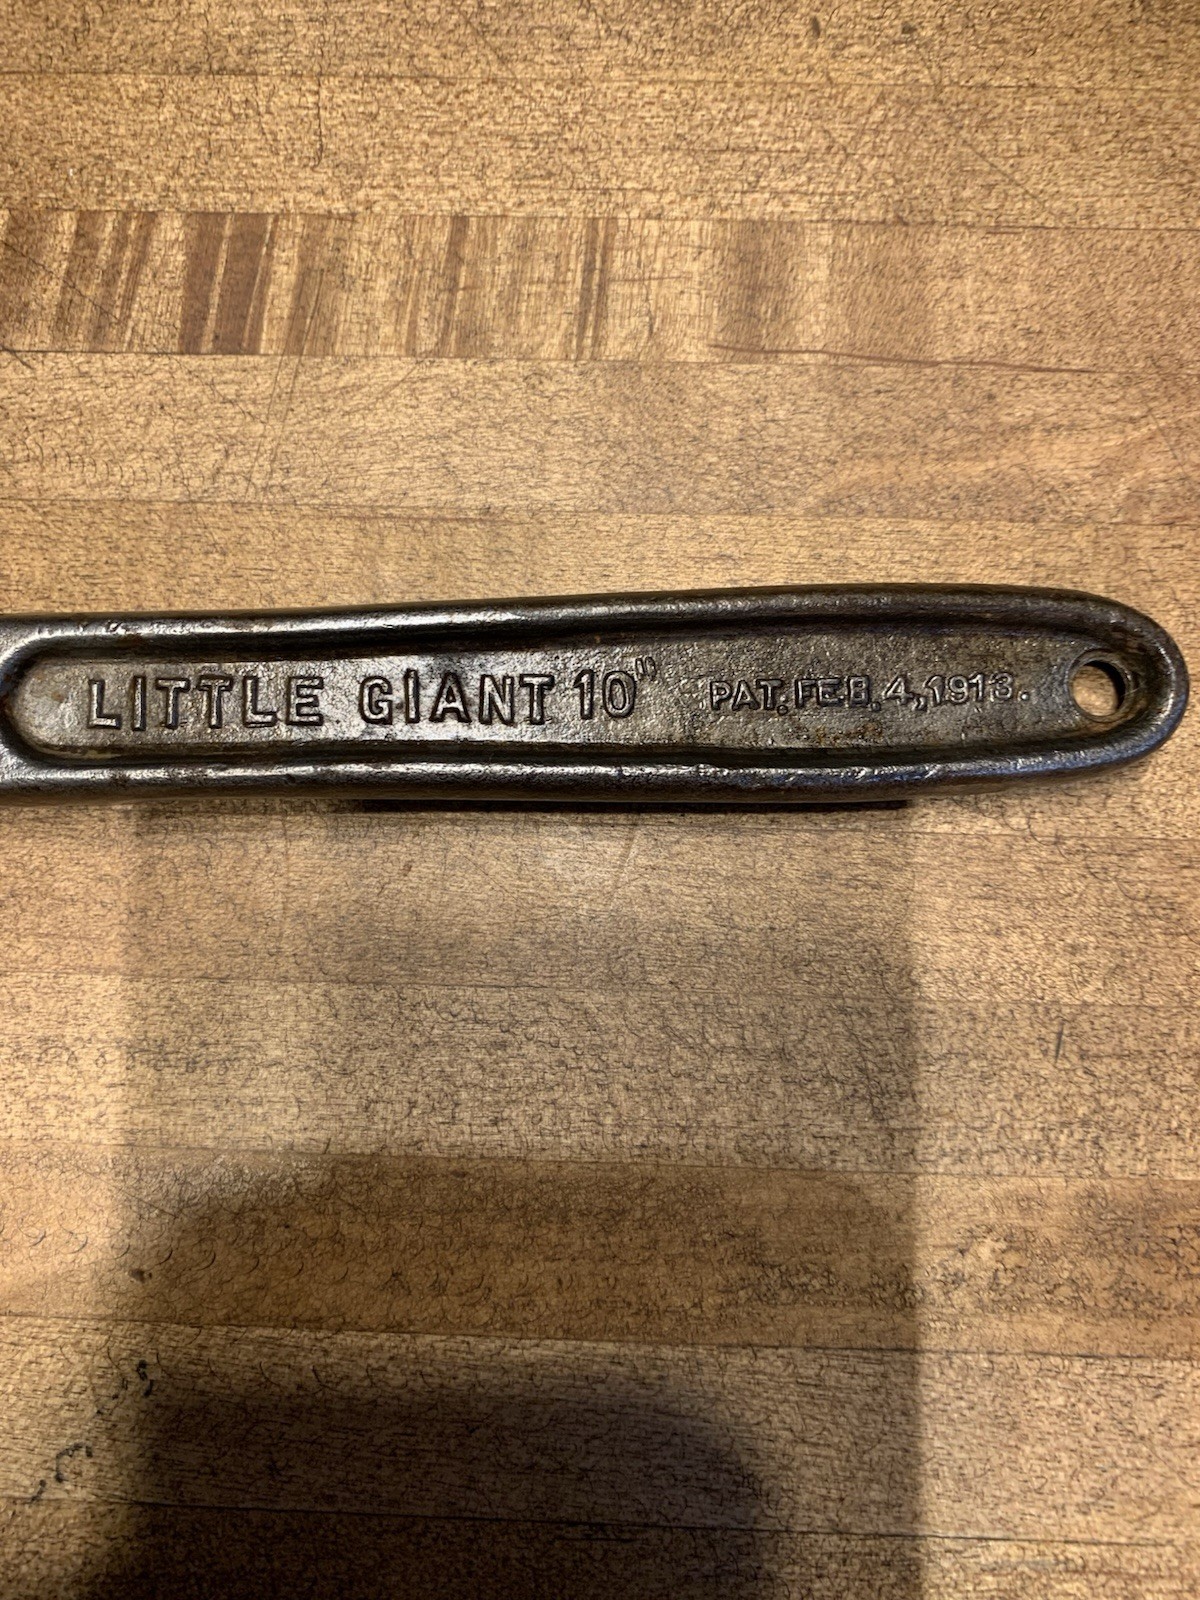 LITTLE GIANT 10" PAT. FEB. 4, 1913.